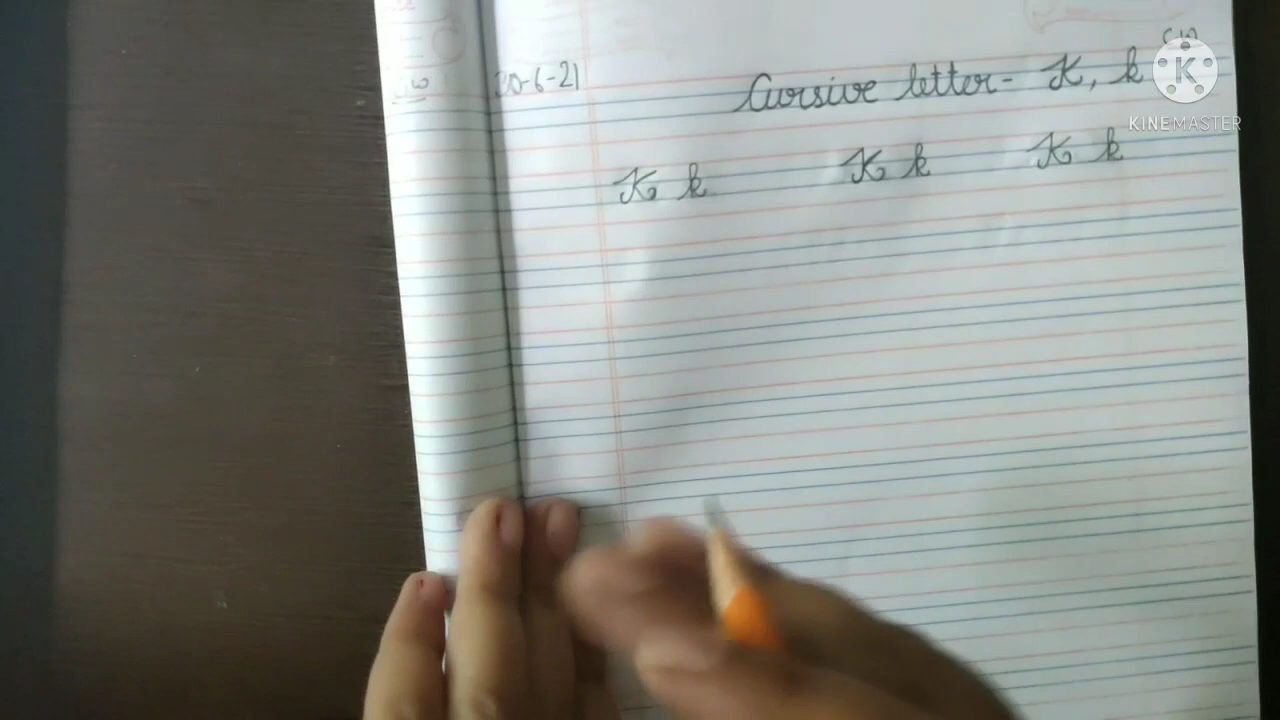 20-6-21
Cursive letter- K, k
K k K k K k
K
KINEMASTER